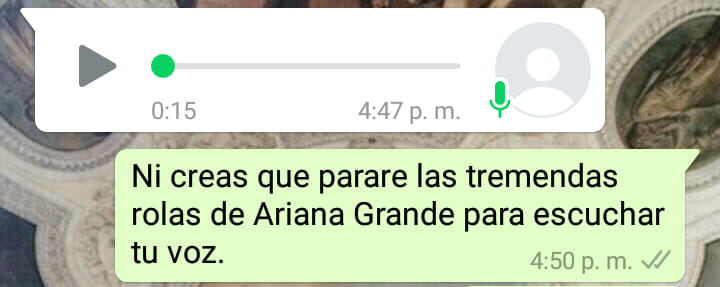 0:15 4:47 p. m.
Ni creas que parare las tremendas
rolas de Ariana Grande para escuchar
tu voz.
4:50 p. m.